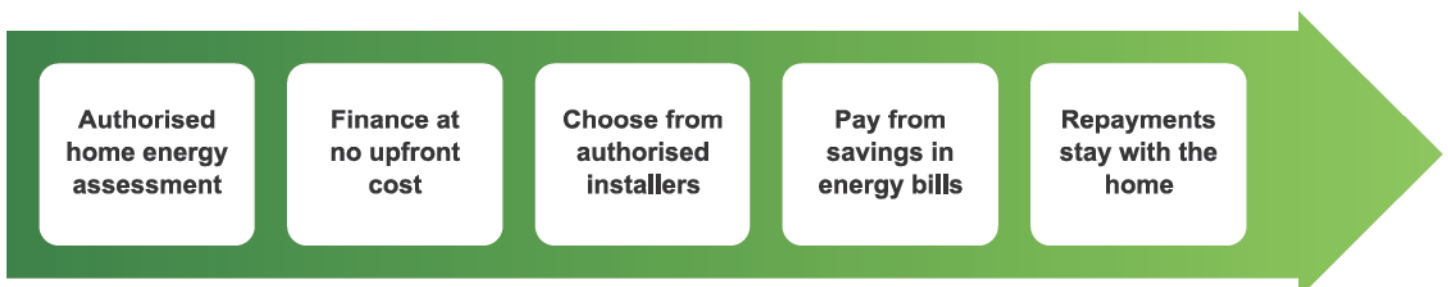 Authorised
home energy
assessment
Finance at
no upfront
cost
Choose from
authorised
installers
Pay from
savings in
energy bills
Repayments
stay with the
home